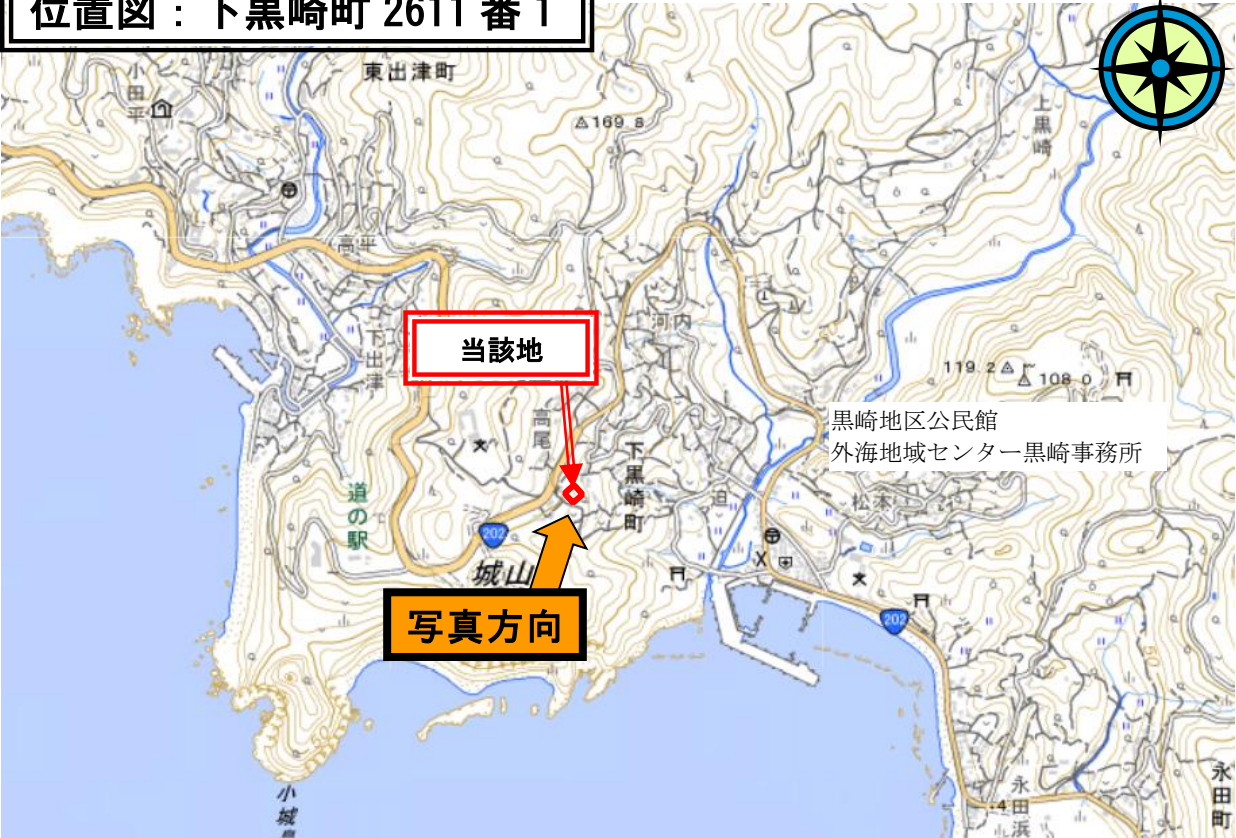 位置図：下黒崎町 2611 番 1
東出津町
小田平
169.8
上黒崎
高平
下出津
河内
当該地
119.2
108.0
黒崎地区公民館
外海地域センター黒崎事務所
高尾
下黒崎町
道の駅
迫
松本
202
城山
写真方向
202
50
永田町
永田浜
4
小城鼻